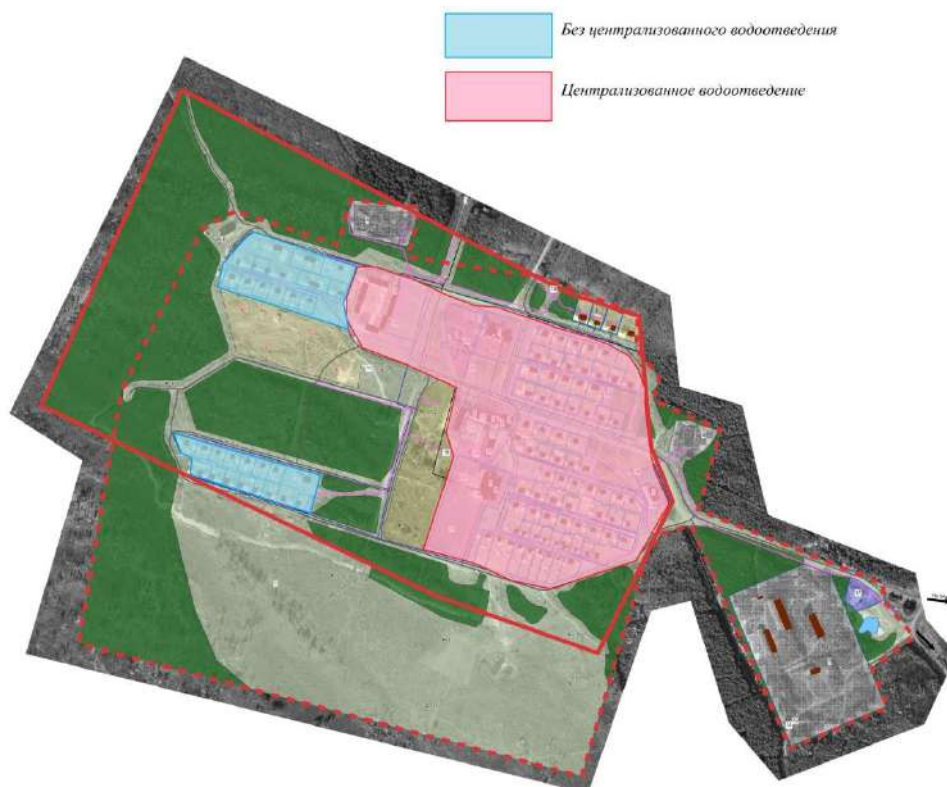 Без централизованного водоотведения
Централизованное водоотведение